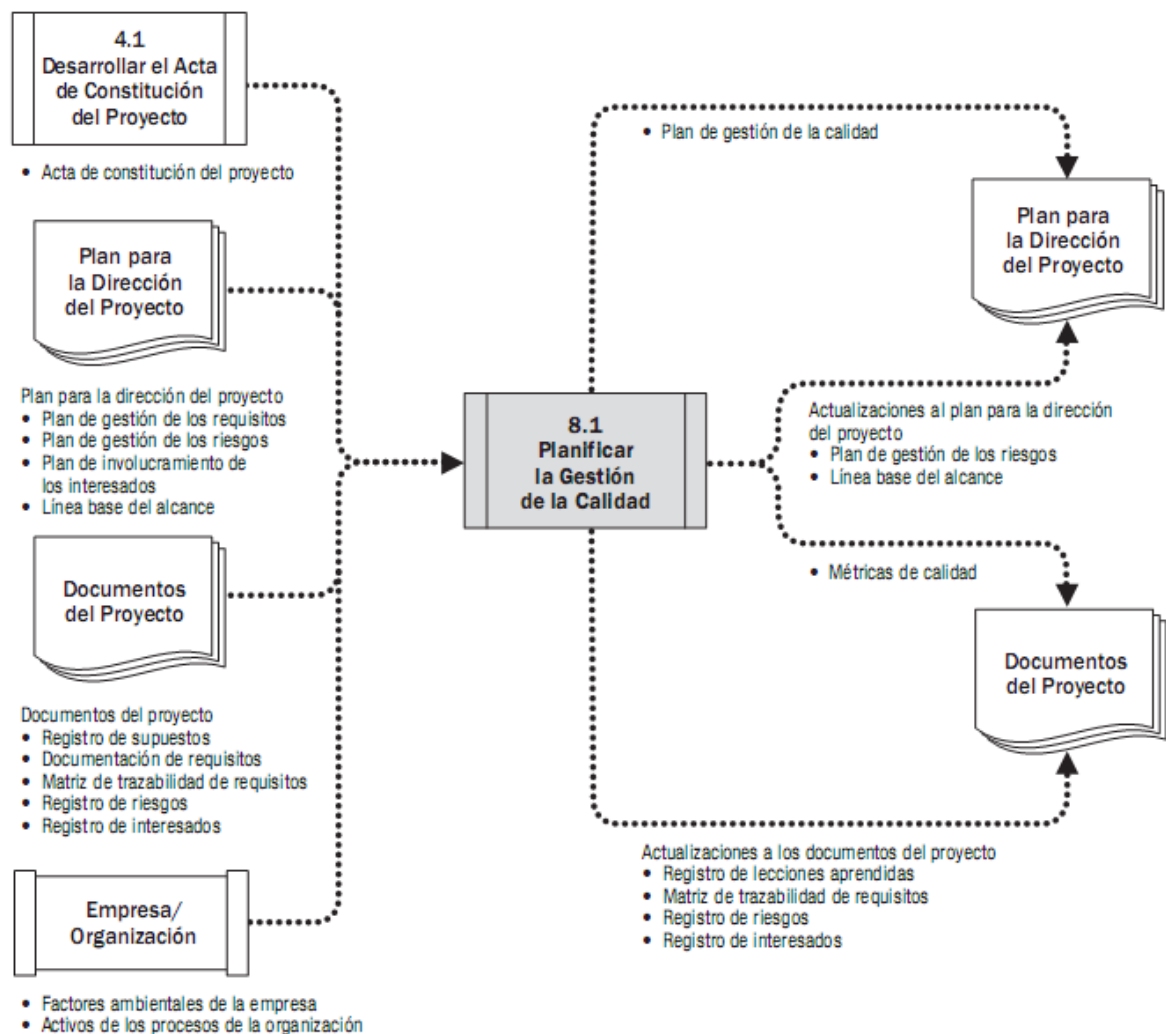 4.1
Desarrollar el Acta
de Constitución
del Proyecto
• Acta de constitución del proyecto
Plan para
la Dirección
del Proyecto
Plan para la dirección del proyecto
• Plan de gestión de los requisitos
• Plan de gestión de los riesgos
• Plan de involucramiento de
los interesados
• Línea base del alcance
Documentos
del Proyecto
Documentos del proyecto
• Registro de supuestos
• Documentación de requisitos
• Matriz de trazabilidad de requisitos
• Registro de riesgos
• Registro de interesados
Empresa/
Organización
• Factores ambientales de la empresa
• Activos de los procesos de la organización
8.1
Planificar
la Gestión
de la Calidad
• Plan de gestión de la calidad
Plan para
la Dirección
del Proyecto
Actualizaciones al plan para la dirección
del proyecto
• Plan de gestión de los riesgos
• Línea base del alcance
• Métricas de calidad
Documentos
del Proyecto
Actualizaciones a los documentos del proyecto
• Registro de lecciones aprendidas
• Matriz de trazabilidad de requisitos
• Registro de riesgos
• Registro de interesados